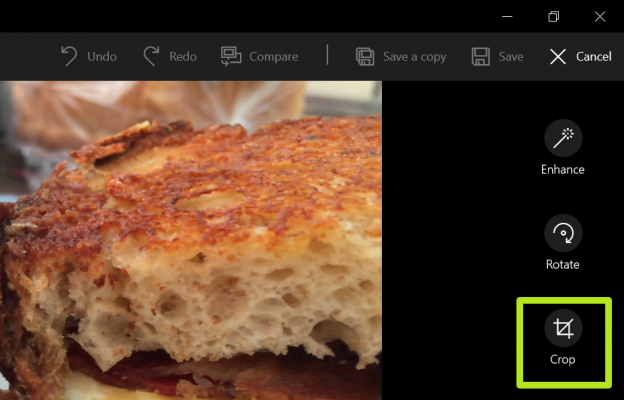 Undo Redo Compare Save a copy Save Cancel
Enhance
Rotate
Crop